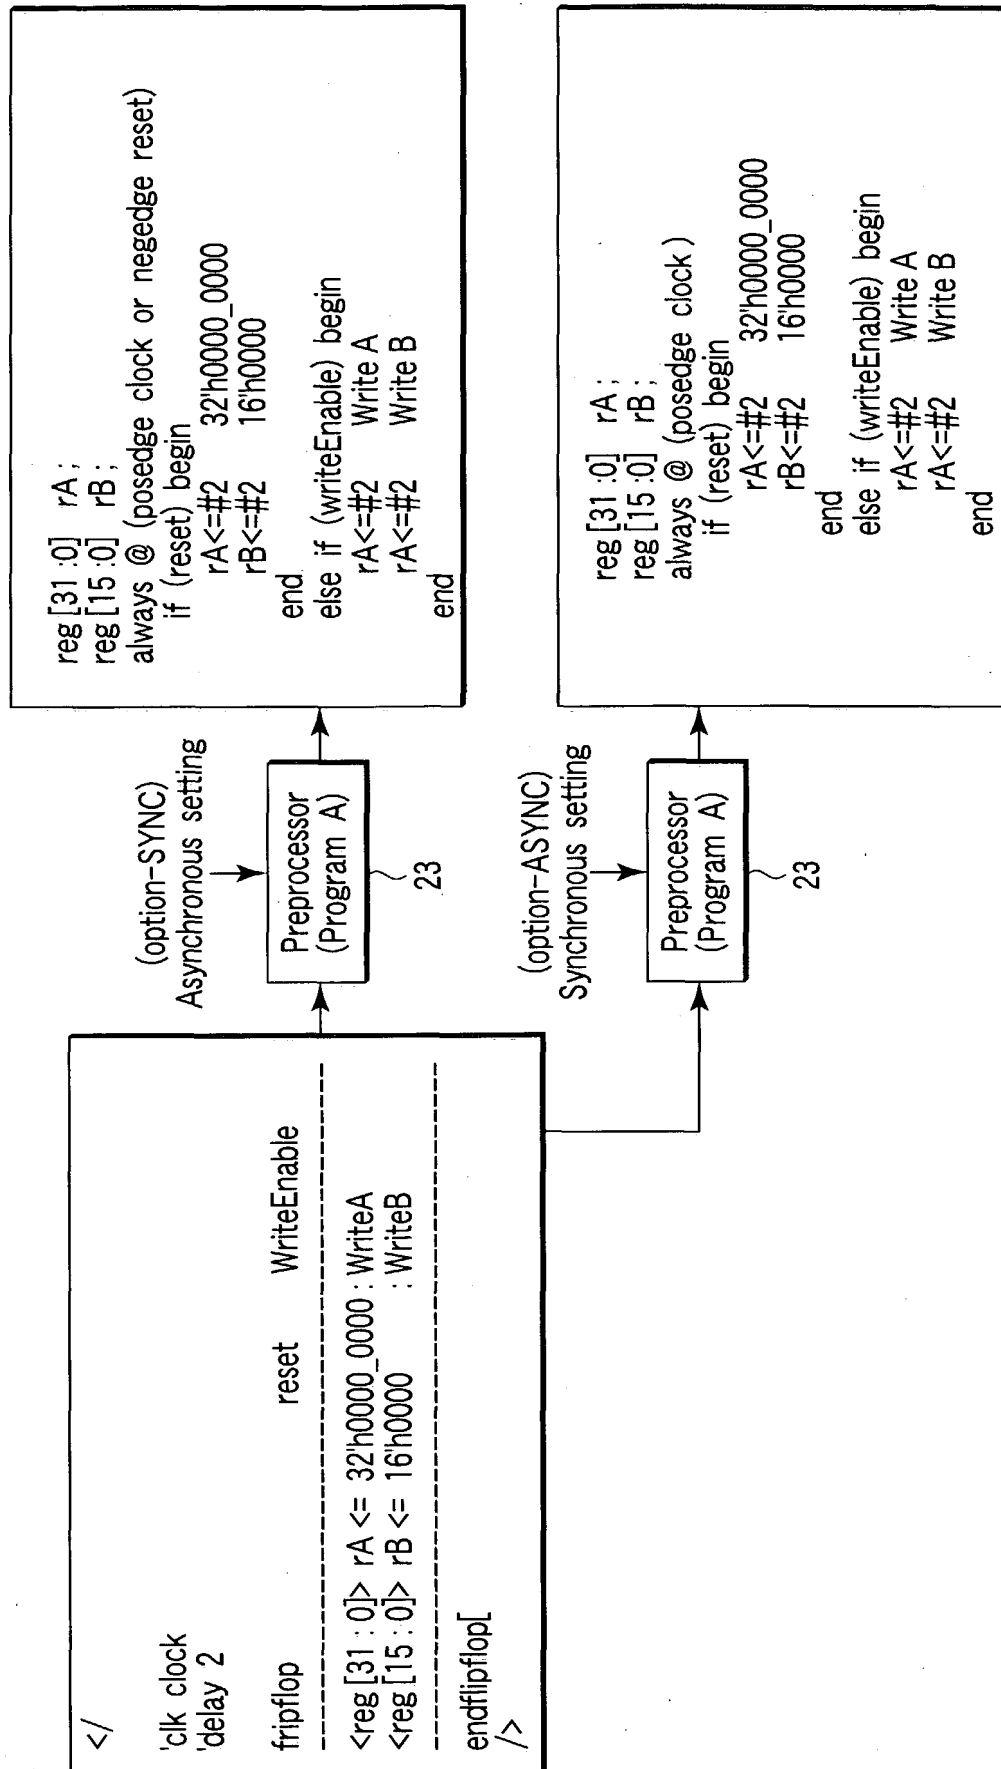 </
'clk clock
'delay 2
fripflop reset WriteEnable
<reg [31 : 0]> rA <= 32'h0000_0000 : WriteA
<reg [15 : 0]> rB <= 16'h0000 : WriteB
endflipflop[
/>
(option-SYNC)
Asynchronous setting
Preprocessor
(Program A)
23
reg [31 :0] rA ;
reg [15 :0] rB ;
always @ (posedge clock or negedge reset)
if (reset) begin
rA<=#2 32'h0000_0000
rB<=#2 16'h0000
end
else if (writeEnable) begin
rA<=#2 Write A
rA<=#2 Write B
end
(option-ASYNC)
Synchronous setting
Preprocessor
(Program A)
23
reg [31 :0] rA ;
reg [15 :0] rB ;
always @ (posedge clock )
if (reset) begin
rA<=#2 32'h0000_0000
rB<=#2 16'h0000
end
else if (writeEnable) begin
rA<=#2 Write A
rA<=#2 Write B
end